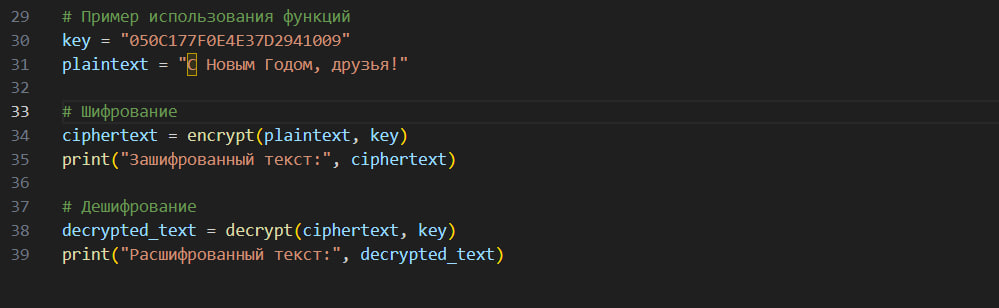 29 # Пример использования функций
30 key = "050C177F0E4E37D2941009"
31 plaintext = "С Новым Годом, друзья!"
32
33 # Шифрование
34 ciphertext = encrypt(plaintext, key)
35 print("Зашифрованный текст:", ciphertext)
36
37 # Дешифрование
38 decrypted_text = decrypt(ciphertext, key)
39 print("Расшифрованный текст:", decrypted_text)